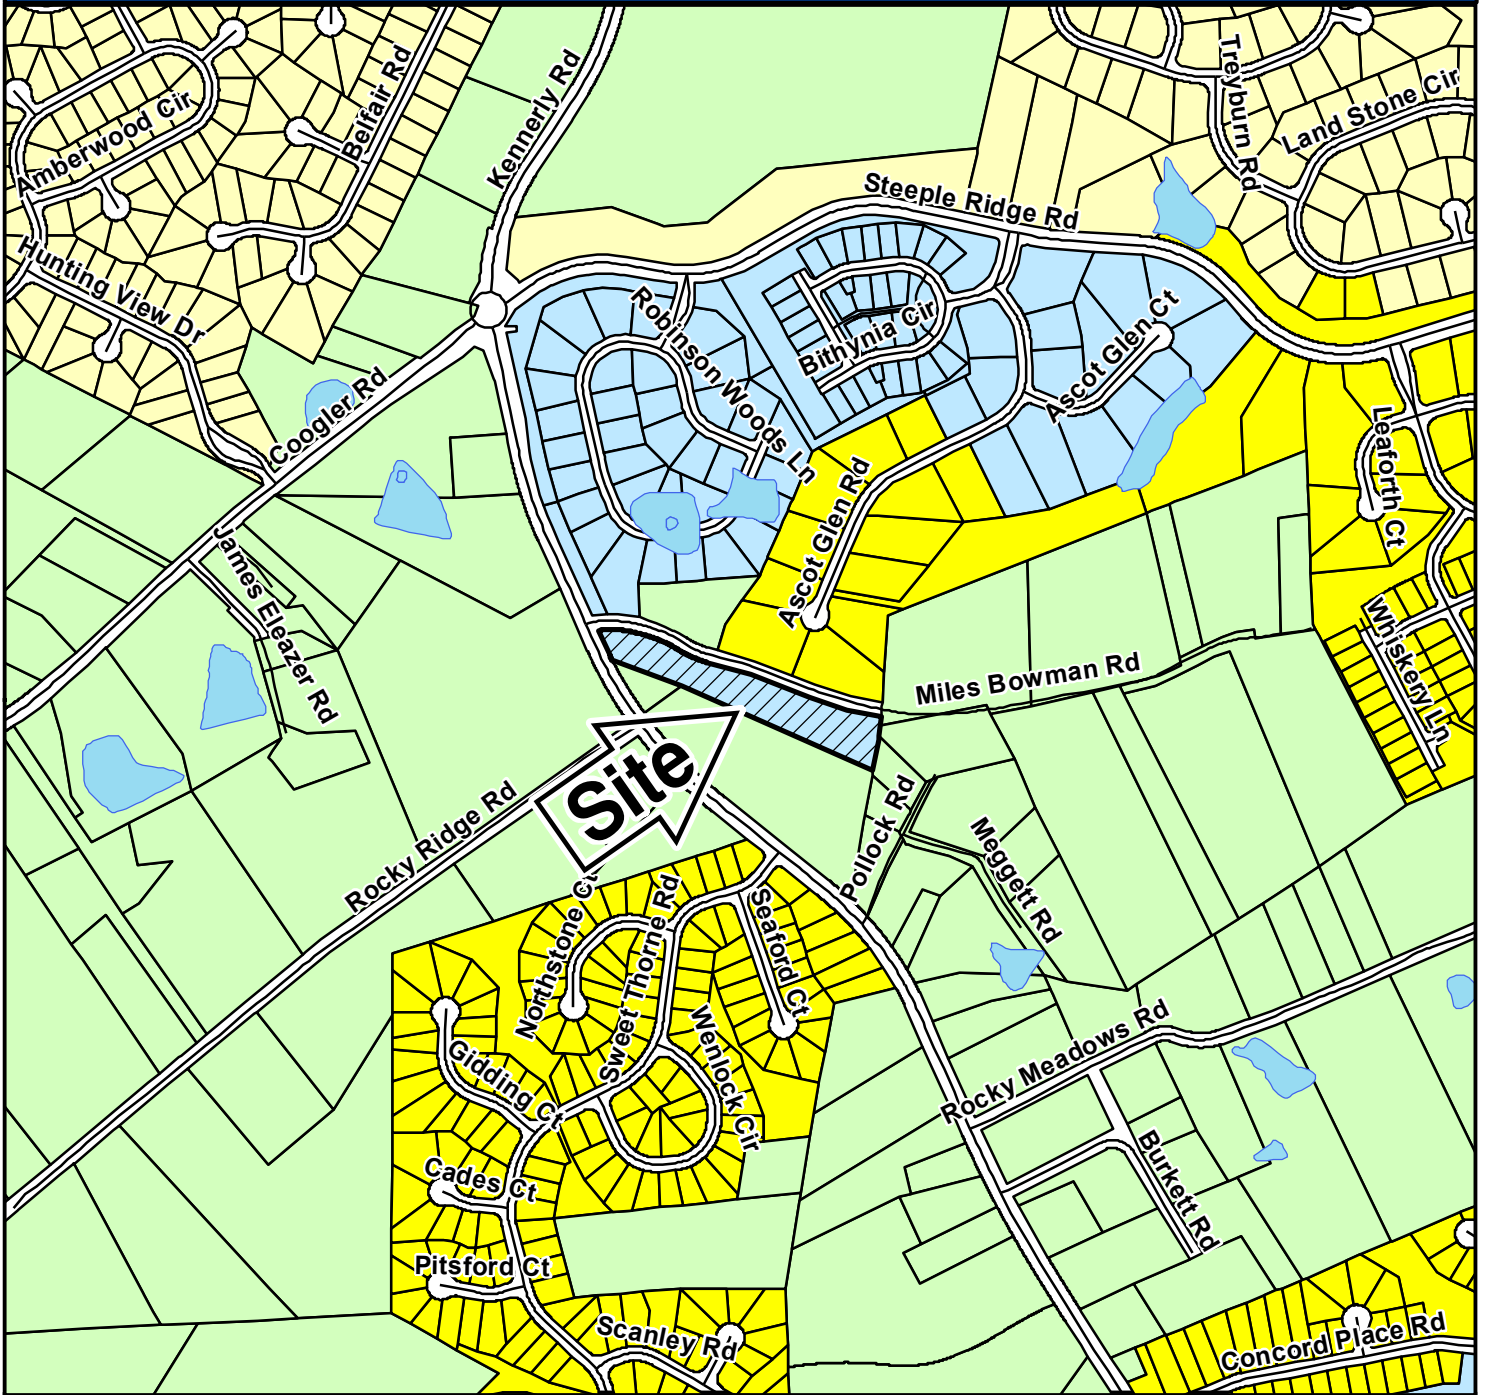 Treyburn Rd
Belfair Rd
Kennerly Rd
Land Stone Cir
Amberwood Cir
Steeple Ridge Rd
Hunting View Dr
Robinson Woods Ln
Bithynia Cir
Ascot Glen Ct
Coogler Rd
Leaforth Ct
Ascot Glen Rd
James Eleazer Rd
Whiskery Ln
Miles Bowman Rd
Site
Rocky Ridge Rd
Pollock Rd
Meggett Rd
Northstone Ct
Sweet Thorne Rd
Seaford Ct
Wenlock Cir
Gidding Ct
Rocky Meadows Rd
Cades Ct
Burkett Rd
Pitsford Ct
Scanley Rd
Concord Place Rd